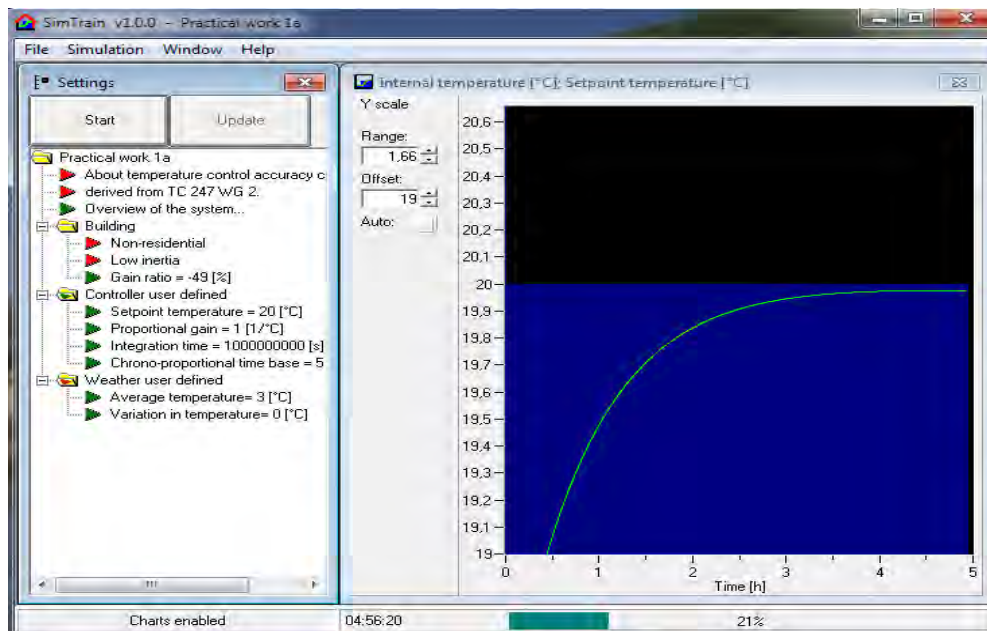 SimTrain v1.0.0 - Practical work 1a
File Simulation Window Help
Settings
Start Update
Practical work 1a
About temperature control accuracy c
derived from TC 247 WG 2.
Overview of the system...
Building
Non-residential
Low inertia
Gain ratio = -49 [%]
Controller user defined
Setpoint temperature = 20 [°C]
Proportional gain = 1 [1/°C]
Integration time = 1000000000 [s]
Chrono-proportional time base = 5
Weather user defined
Average temperature= 3 [°C]
Variation in temperature= 0 [°C]
Internal temperature [°C]; Setpoint temperature [°C]
Y scale
Range:
1,66
Offset:
19
Auto:
20,6
20,5
20,4
20,3
20,2
20,1
20
19,9
19,8
19,7
19,6
19,5
19,4
19,3
19,2
19,1
19
0 1 2 3 4 5
Time [h]
Charts enabled 04:56:20 21%